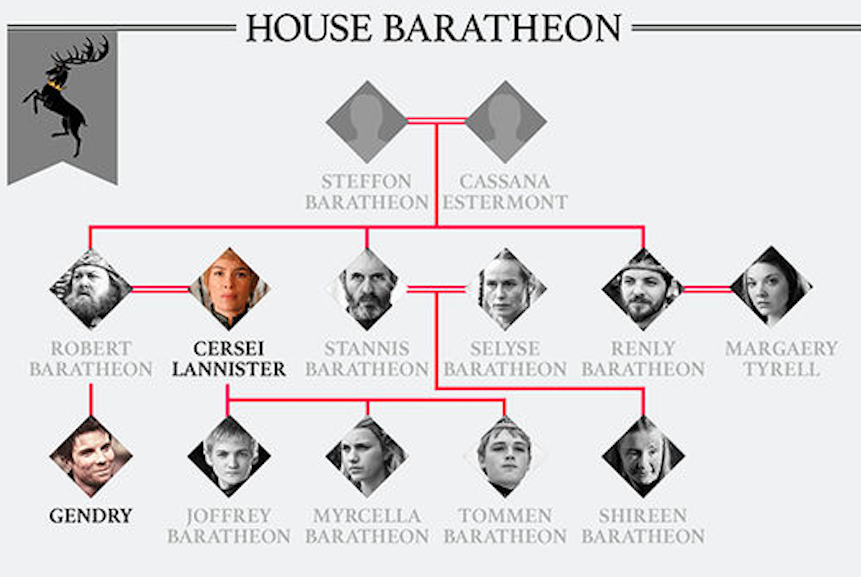 HOUSE BARATHEON
STEFFON
BARATHEON
CASSANA
ESTERMONT
ROBERT
BARATHEON
CERSEI
LANNISTER
STANNIS
BARATHEON
SELYSE
BARATHEON
RENLY
BARATHEON
MARGAERY
TYRELL
GENDRY
JOFFREY
BARATHEON
MYRCELLA
BARATHEON
TOMMEN
BARATHEON
SHIREEN
BARATHEON